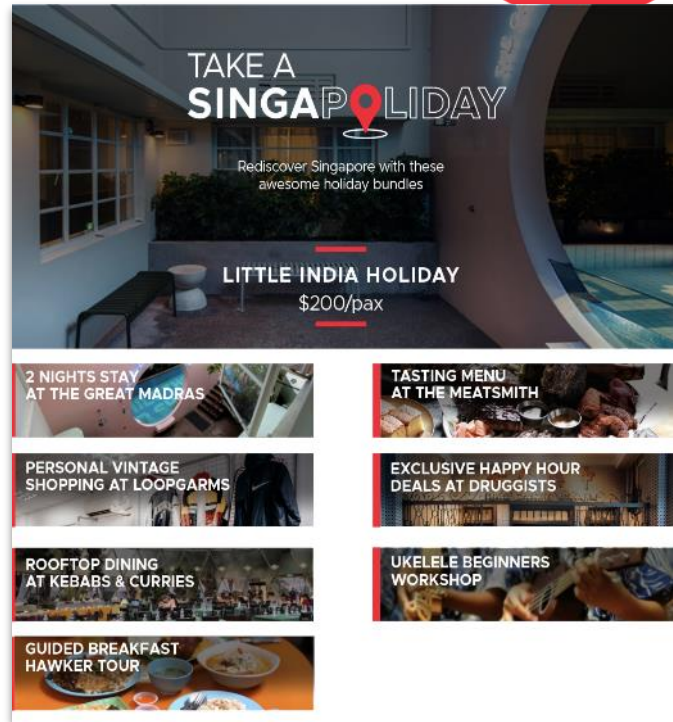 TAKE A
SINGAPOLIDAY
Rediscover Singapore with these
awesome holiday bundles
LITTLE INDIA HOLIDAY
$200/pax
2 NIGHTS STAY
AT THE GREAT MADRAS
TASTING MENU
AT THE MEATSMITH
PERSONAL VINTAGE
SHOPPING AT LOOPGARMS
EXCLUSIVE HAPPY HOUR
DEALS AT DRUGGISTS
ROOFTOP DINING
AT KEBABS & CURRIES
UKELELE BEGINNERS
WORKSHOP
GUIDED BREAKFAST
HAWKER TOUR